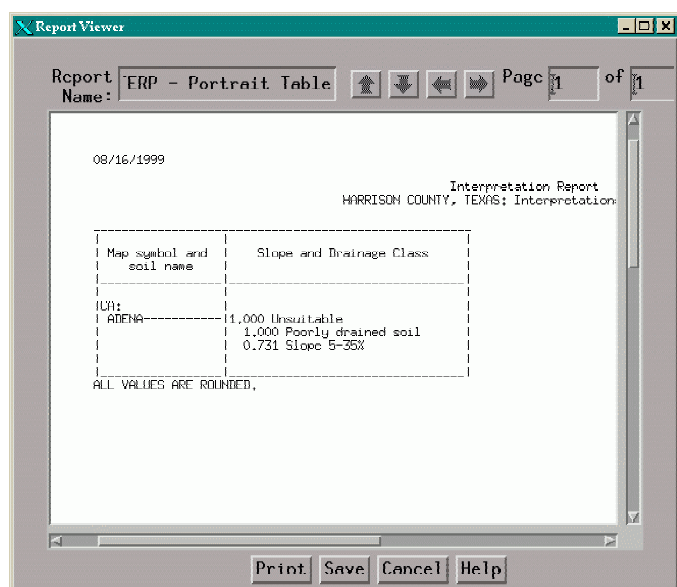 Report Viewer
Report Name: TERP - Portrait Table Page 1 of 1
08/16/1999
Interpretation Report
HARRISON COUNTY, TEXAS: Interpretation
Map symbol and soil name
Slope and Drainage Class
ADENA-----------
1.000 Unsuitable
1.000 Poorly drained soil
0.731 Slope 5-35%
ALL VALUES ARE ROUNDED.
Print Save Cancel Help